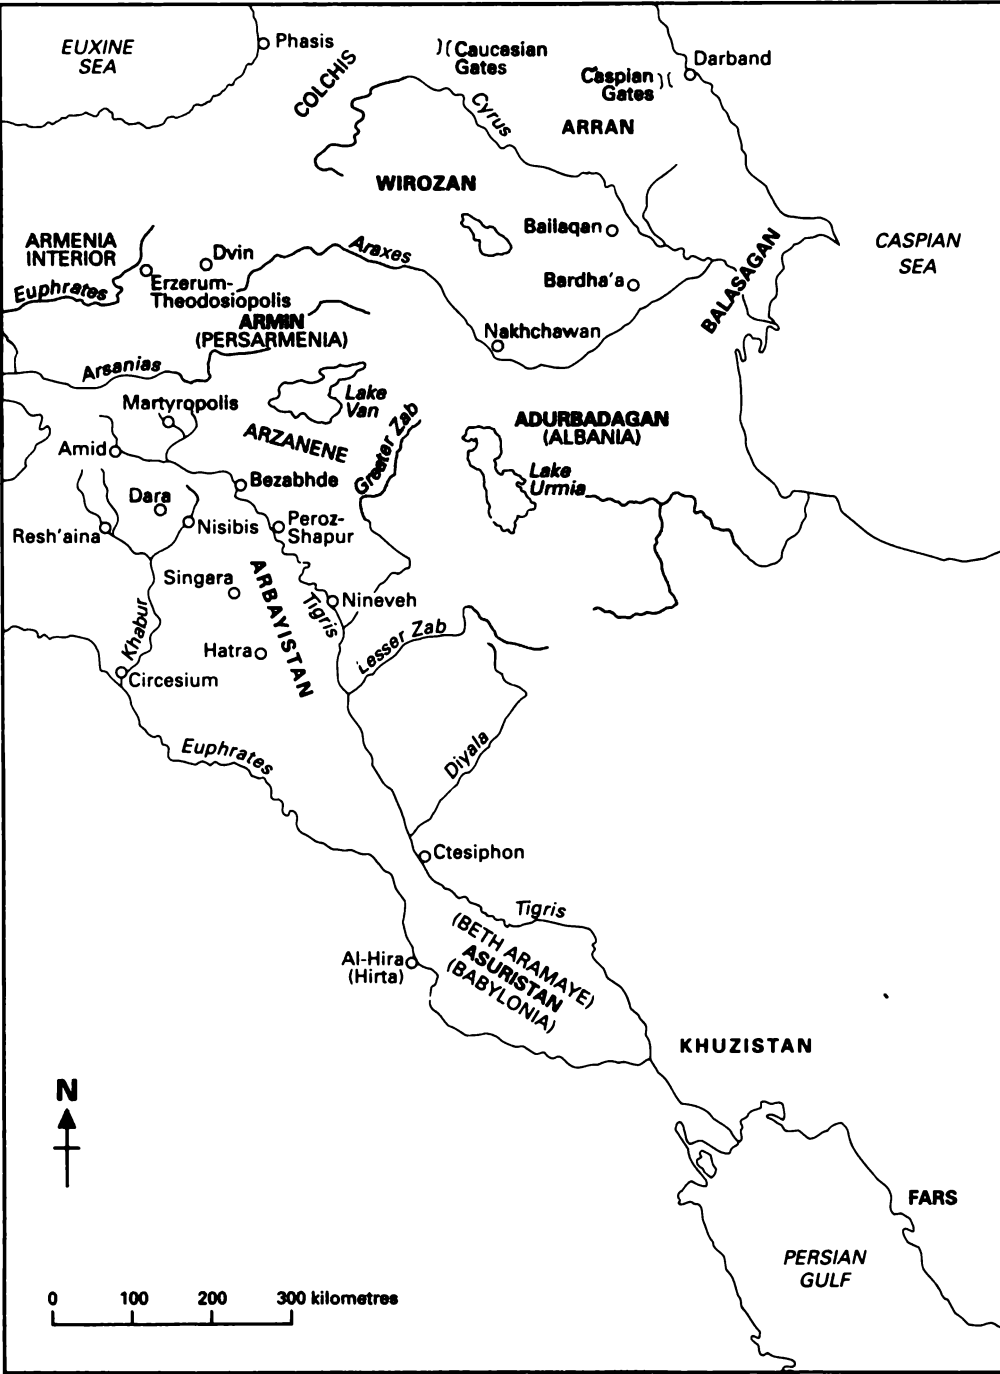 EUXINE
SEA
Phasis
COLCHIS
Caucasian
Gates
Caspian
Gates
Darband
Cyrus
ARRAN
WIROZAN
ARMENIA
INTERIOR
Dvin
Araxes
Bailaqan
BALASAGAN
CASPIAN
SEA
Euphrates
Erzerum-
Theodosiopolis
Bardha'a
ARMIN
(PERSARMENIA)
Nakhchawan
Arsanias
Lake
Van
Martyropolis
ARZANENE
Greater Zab
ADURBADAGAN
(ALBANIA)
Amid
Bezabhde
Lake
Urmia
Dara
Resh'aina
Nisibis
Peroz-
Shapur
Singara
ARBAYISTAN
Tigris
Nineveh
Khabur
Hatra
Lesser Zab
Circesium
Euphrates
Diyala
Ctesiphon
Tigris
(BETH ARAMAYE)
ASURISTAN
(BABYLONIA)
Al-Hira
(Hirta)
KHUZISTAN
N
FARS
PERSIAN
GULF
0 100 200 300 kilometres